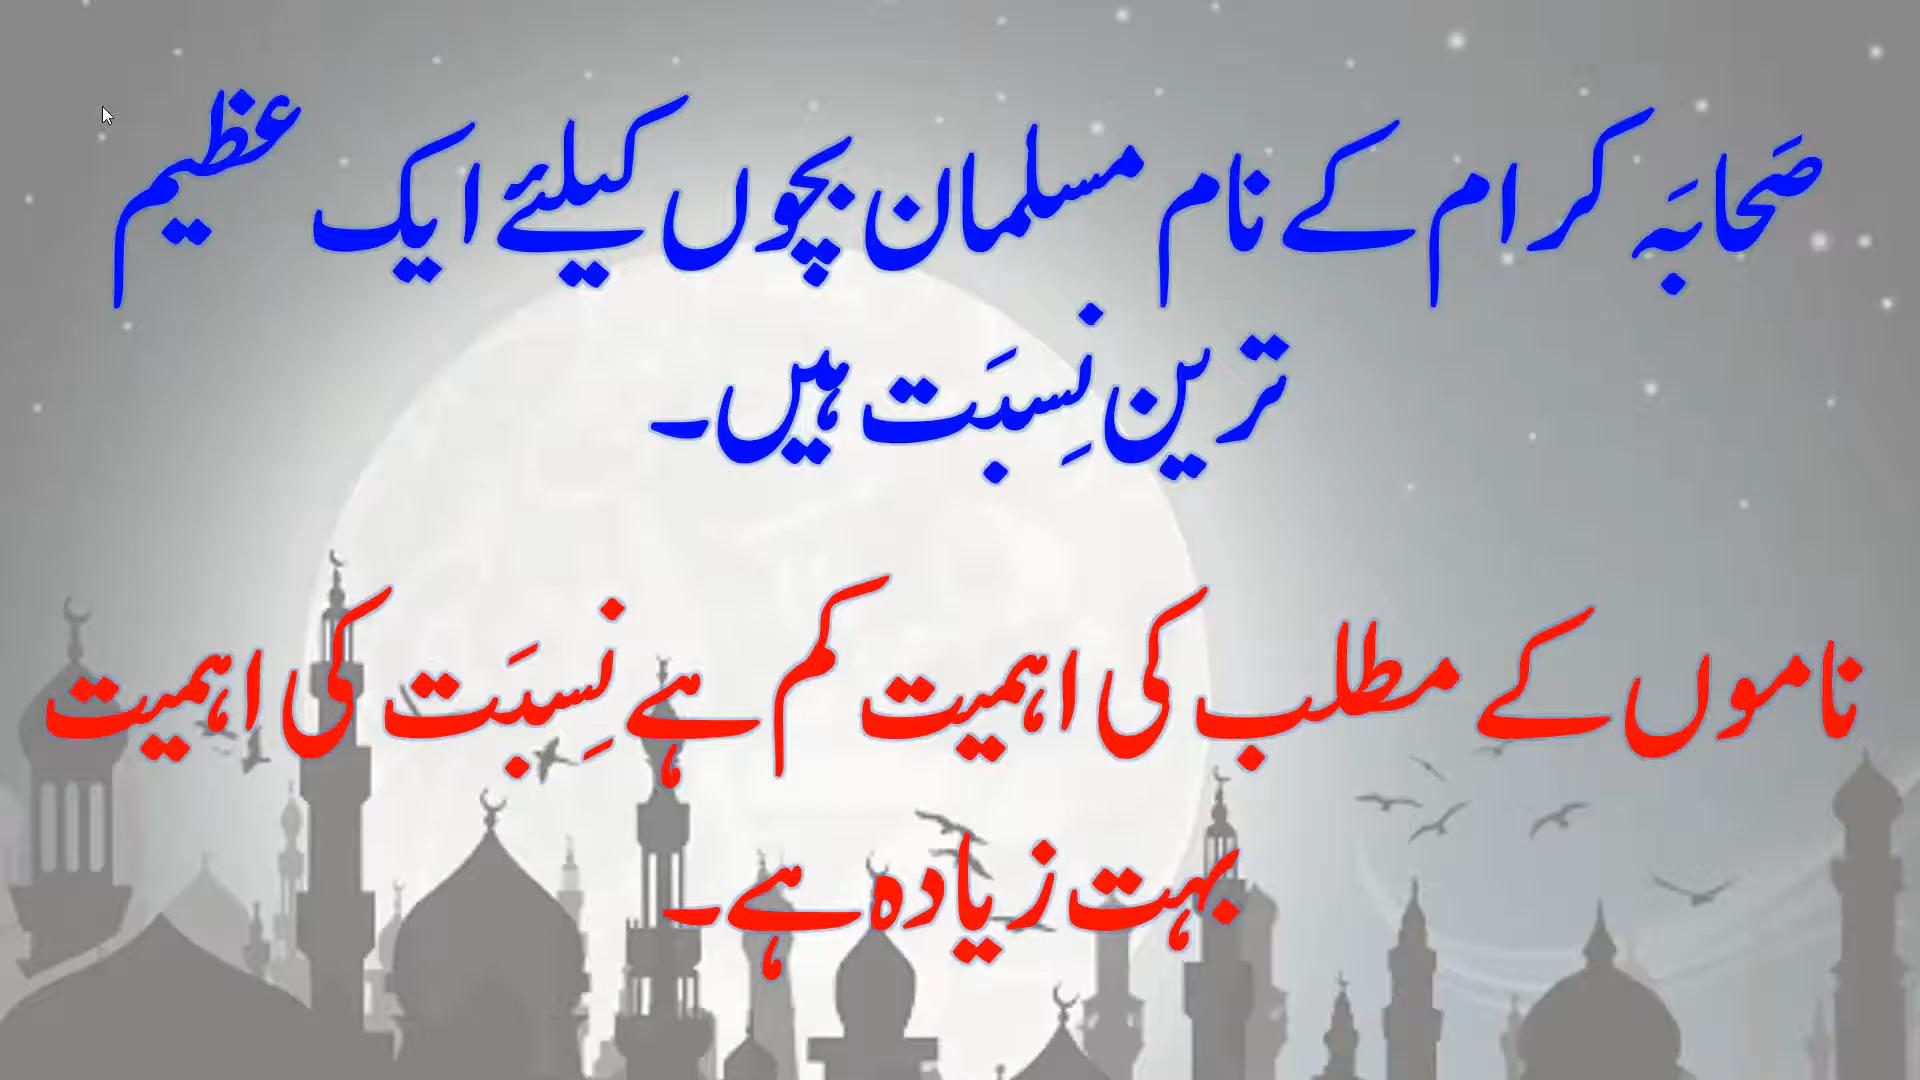 صَحابَہ کرام کے نام مسلمان بچوں کیلئے ایک عظیم
ترین نِسبَت ہیں۔
ناموں کے مطلب کی اہمیت کم ہے نِسبَت کی اہمیت
بہت زیادہ ہے۔